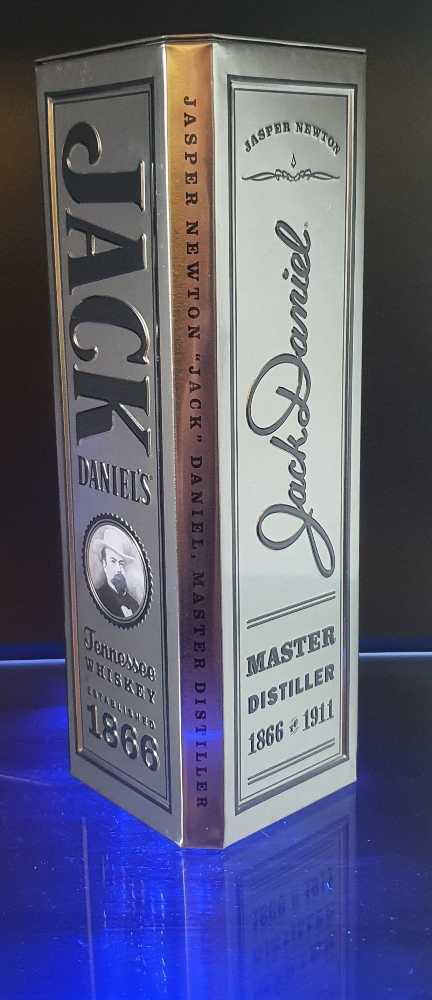 JACK
DANIEL'S
Tennessee
WHISKEY
ESTABLISHED
1866
JASPER NEWTON "JACK" DANIEL, MASTER DISTILLER
JASPER NEWTON
Jack Daniel
MASTER
DISTILLER
1866 1911